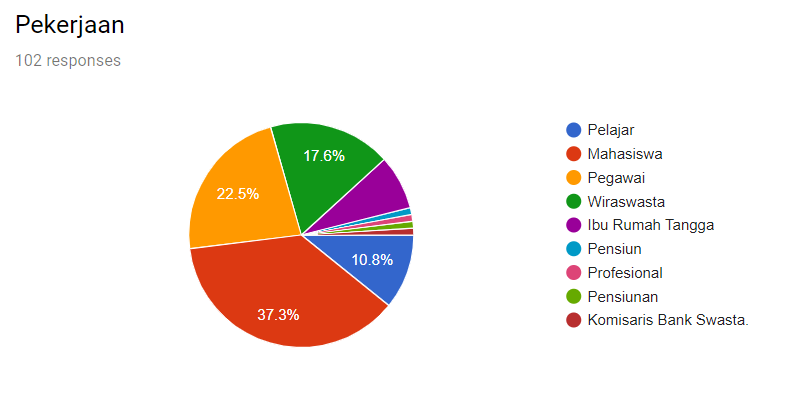 Pekerjaan
102 responses
17.6%
22.5%
10.8%
37.3%
Pelajar
Mahasiswa
Pegawai
Wiraswasta
Ibu Rumah Tangga
Pensiun
Profesional
Pensiunan
Komisaris Bank Swasta.